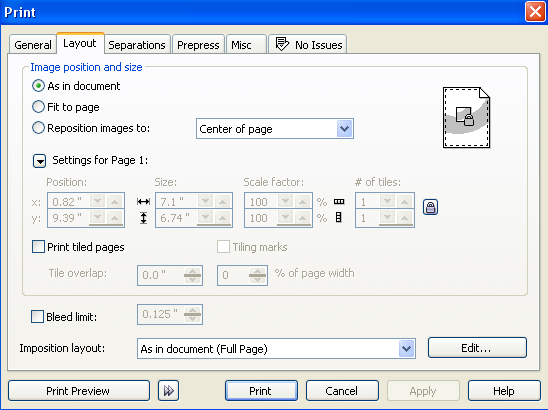 Print
General Layout Separations Prepress Misc No Issues
Image position and size
As in document
Fit to page
Reposition images to: Center of page
Settings for Page 1:
Position: Size: Scale factor: # of tiles:
x: 0.82 " 7.1 " 100 % 1
y: 9.39 " 6.74 " 100 % 1
Print tiled pages Tiling marks
Tile overlap: 0.0 " 0 % of page width
Bleed limit: 0.125 "
Imposition layout: As in document (Full Page) Edit...
Print Preview Print Cancel Apply Help